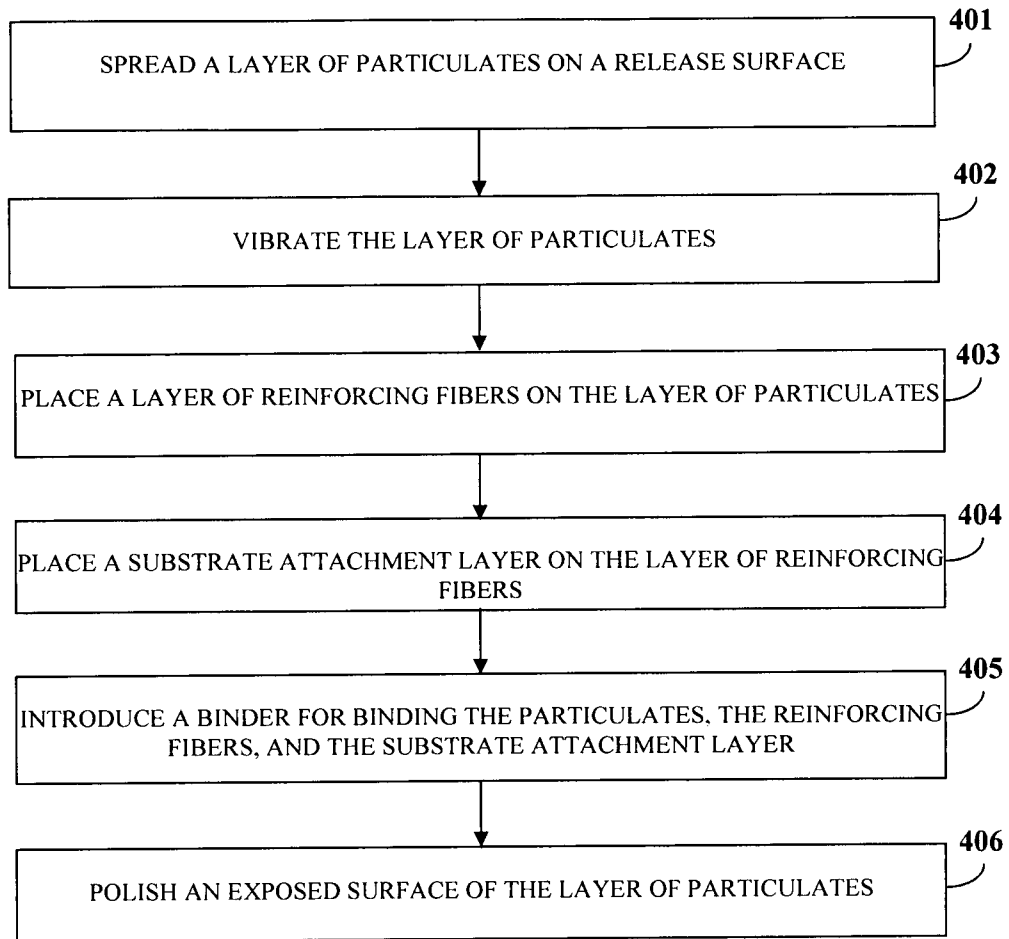 401
SPREAD A LAYER OF PARTICULATES ON A RELEASE SURFACE
402
VIBRATE THE LAYER OF PARTICULATES
403
PLACE A LAYER OF REINFORCING FIBERS ON THE LAYER OF PARTICULATES
404
PLACE A SUBSTRATE ATTACHMENT LAYER ON THE LAYER OF REINFORCING
FIBERS
405
INTRODUCE A BINDER FOR BINDING THE PARTICULATES, THE REINFORCING
FIBERS, AND THE SUBSTRATE ATTACHMENT LAYER
406
POLISH AN EXPOSED SURFACE OF THE LAYER OF PARTICULATES